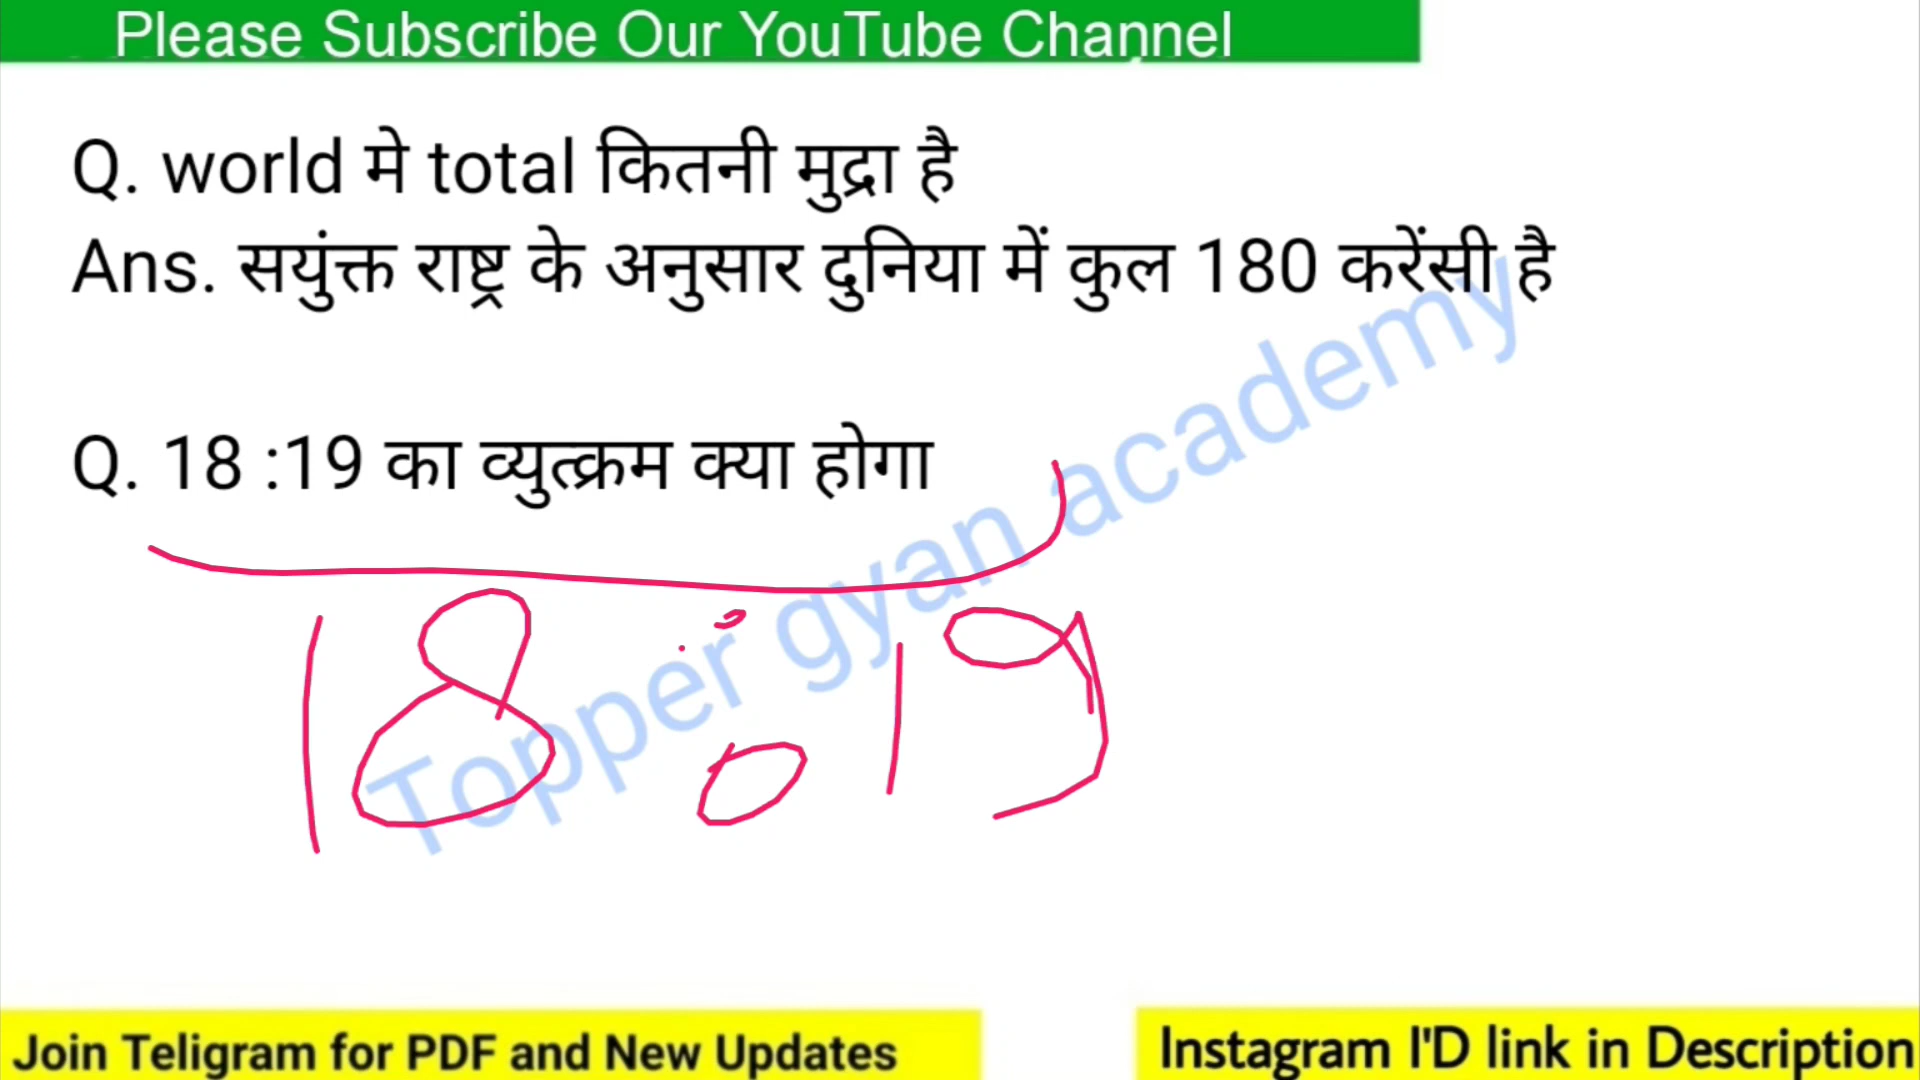 Please Subscribe Our YouTube Channel
Q. world मे total कितनी मुद्रा है
Ans. सयुंक्त राष्ट्र के अनुसार दुनिया में कुल 180 करेंसी है
Q. 18 :19 का व्युत्क्रम क्या होगा
18 : 19
Topper gyan academy
Join Teligram for PDF and New Updates
Instagram I'D link in Description